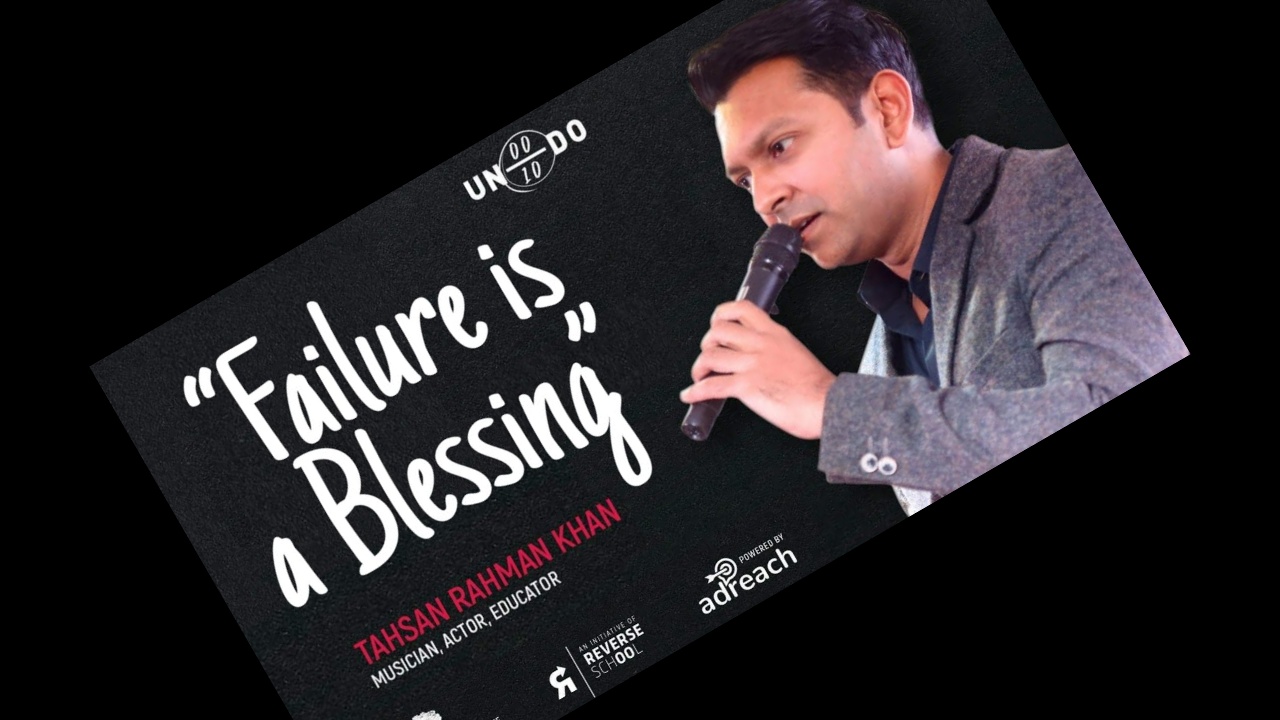 UN 00 10 DO
“Failure is
a Blessing”
TAHSAN RAHMAN KHAN
MUSICIAN, ACTOR, EDUCATOR
AN INITIATIVE OF
REVERSE
SCHOOL
POWERED BY
adreach